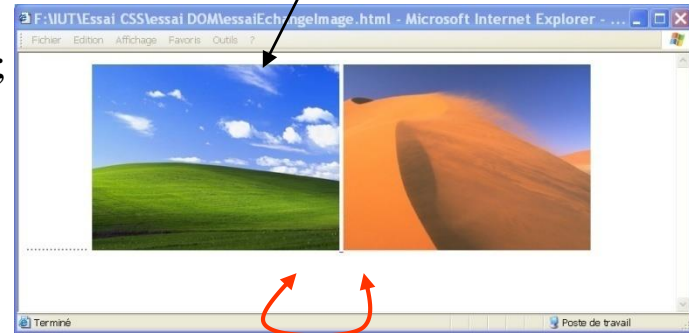 F:\IUT\Essai CSS\essai DOM\essaiEchangeImage.html - Microsoft Internet Explorer - ...
Fichier Edition Affichage Favoris Outils ?
;
Terminé Poste de travail